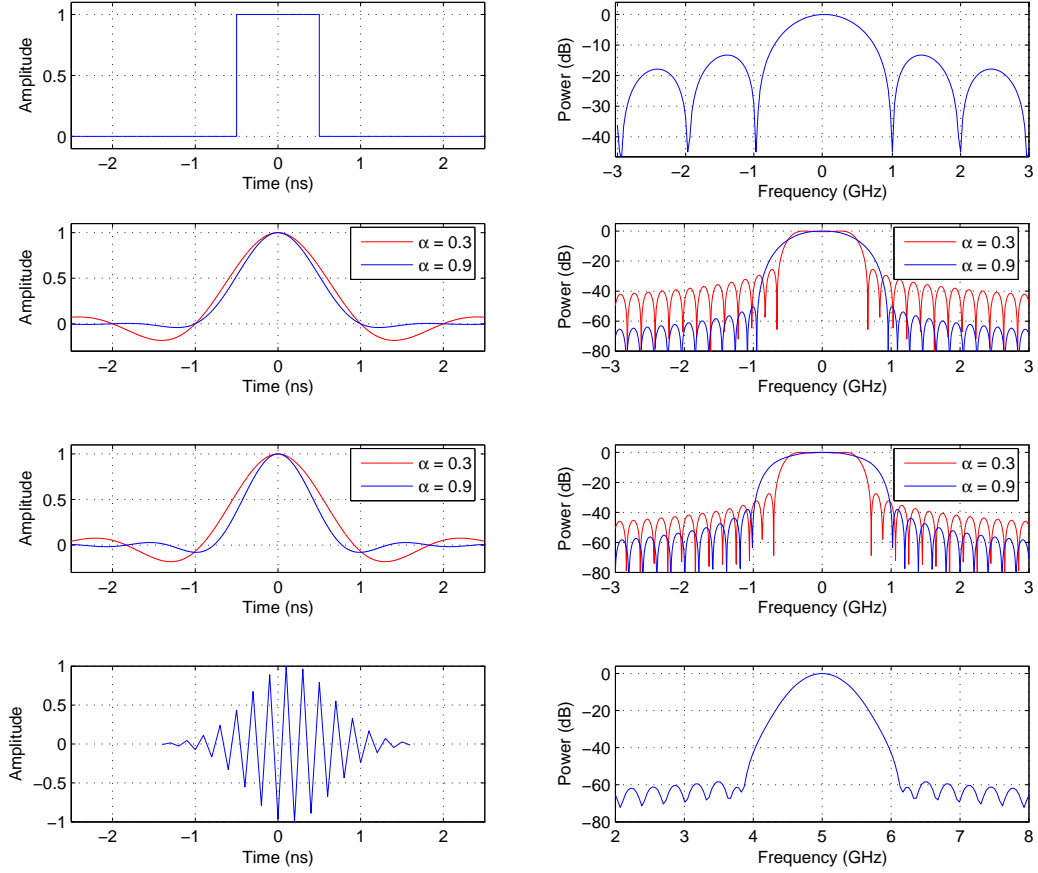 1
0.5
0
Amplitude
−2 −1 0 1 2
Time (ns)
0
−10
−20
−30
−40
Power (dB)
−3 −2 −1 0 1 2 3
Frequency (GHz)
1
0
Amplitude
α = 0.3
α = 0.9
−2 −1 0 1 2
Time (ns)
0
−20
−40
−60
−80
Power (dB)
α = 0.3
α = 0.9
−3 −2 −1 0 1 2 3
Frequency (GHz)
1
0.5
0
Amplitude
α = 0.3
α = 0.9
−2 −1 0 1 2
Time (ns)
0
−20
−40
−60
−80
Power (dB)
α = 0.3
α = 0.9
−3 −2 −1 0 1 2 3
Frequency (GHz)
1
0.5
0
−0.5
−1
Amplitude
−2 −1 0 1 2
Time (ns)
0
−20
−40
−60
−80
Power (dB)
2 3 4 5 6 7 8
Frequency (GHz)